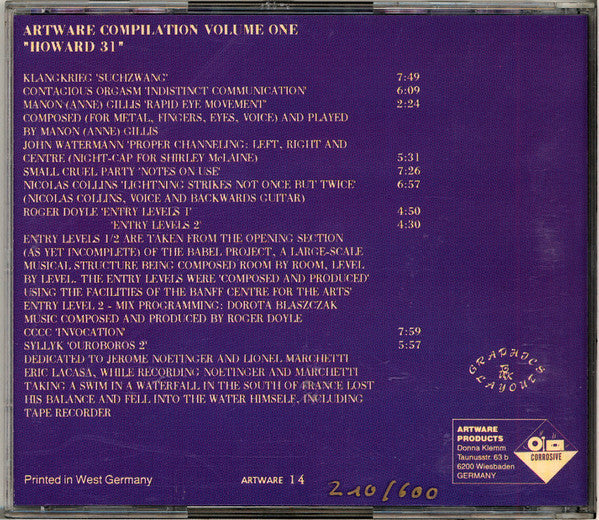 ARTWARE COMPILATION VOLUME ONE
"HOWARD 31"
KLANGKRIEG 'SUCHZWANG' 7:49
CONTAGIOUS ORGASM 'INDISTINCT COMMUNICATION' 6:09
MANON (ANNE) GILLIS 'RAPID EYE MOVEMENT' 2:24
COMPOSED (FOR METAL, FINGERS, EYES, VOICE) AND PLAYED
BY MANON (ANNE) GILLIS
JOHN WATERMANN 'PROPER CHANNELING: LEFT, RIGHT AND
CENTRE (NIGHT-CAP FOR SHIRLEY McLAINE) 5:31
SMALL CRUEL PARTY 'NOTES ON USE' 7:26
NICOLAS COLLINS 'LIGHTNING STRIKES NOT ONCE BUT TWICE' 6:57
(NICOLAS COLLINS, VOICE AND BACKWARDS GUITAR)
ROGER DOYLE 'ENTRY LEVELS 1' 4:50
'ENTRY LEVELS 2' 4:30
ENTRY LEVELS 1/2 ARE TAKEN FROM THE OPENING SECTION
(AS YET INCOMPLETE) OF THE BABEL PROJECT, A LARGE-SCALE
MUSICAL STRUCTURE BEING COMPOSED ROOM BY ROOM, LEVEL
BY LEVEL. THE ENTRY LEVELS WERE 'COMPOSED AND PRODUCED'
USING THE FACILITIES OF THE BANFF CENTRE FOR THE ARTS'
ENTRY LEVEL 2 - MIX PROGRAMMING: DOROTA BLASZCZAK
MUSIC COMPOSED AND PRODUCED BY ROGER DOYLE
CCCC 'INVOCATION' 7:59
SYLLYK 'OUROBOROS 2' 5:57
DEDICATED TO JEROME NOETINGER AND LIONEL MARCHETTI
ERIC LACASA, WHILE RECORDING NOETINGER AND MARCHETTI
TAKING A SWIM IN A WATERFALL IN THE SOUTH OF FRANCE LOST
HIS BALANCE AND FELL INTO THE WATER HIMSELF, INCLUDING
TAPE RECORDER
GRAPHICS
LAYOUT
ARTWARE
PRODUCTS
Donna Klemm
Taunusstr. 63 b
6200 Wiesbaden
GERMANY
CORROSIVE
Printed in West Germany
ARTWARE 14
210/600